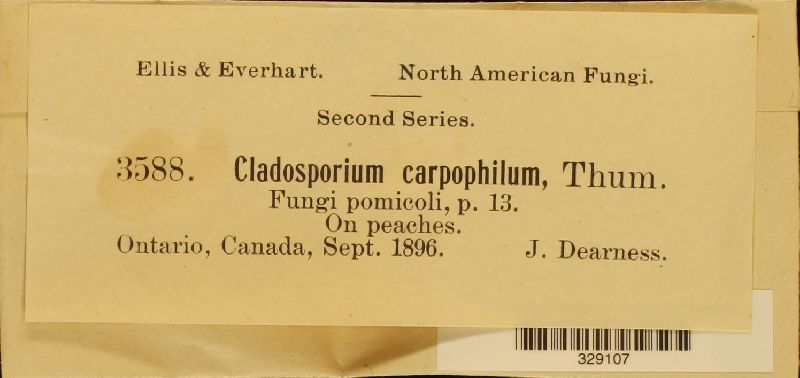 Ellis & Everhart. North American Fungi.
Second Series.
3588. Cladosporium carpophilum, Thum.
Fungi pomicoli, p. 13.
On peaches.
Ontario, Canada, Sept. 1896. J. Dearness.
329107